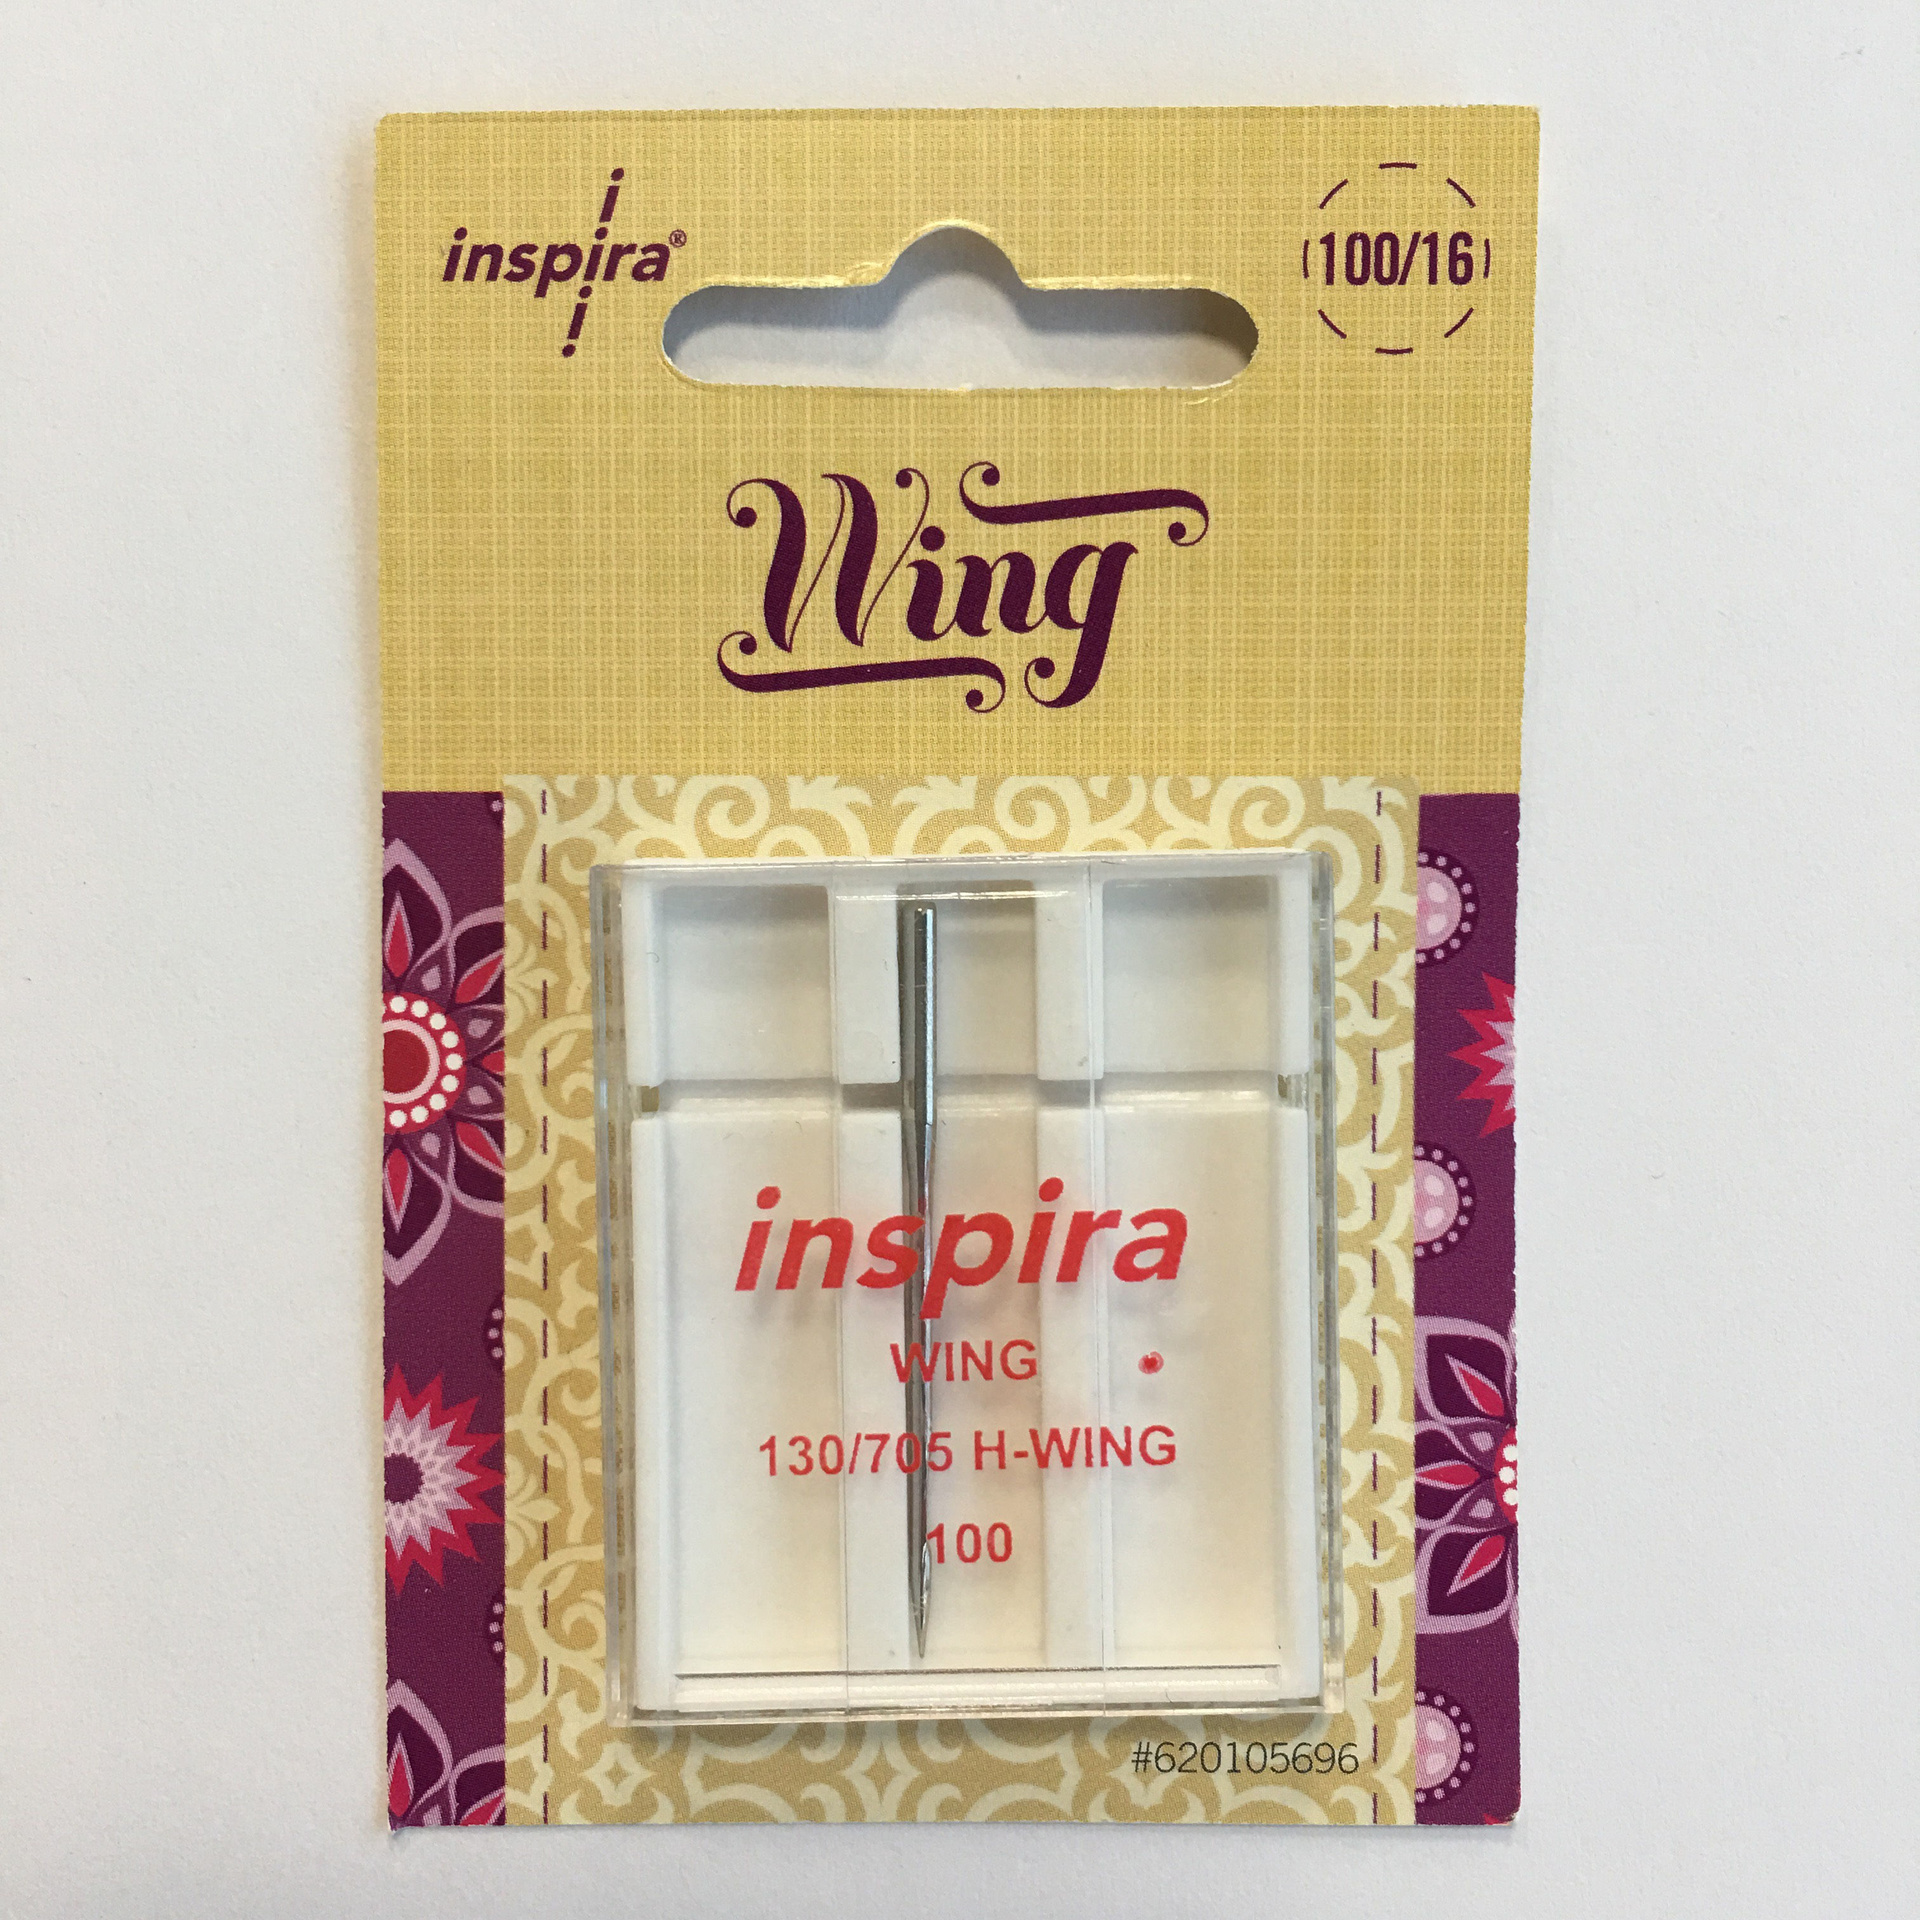 inspira®
100/16
Wing
inspira
WING
130/705 H-WING
100
#620105696